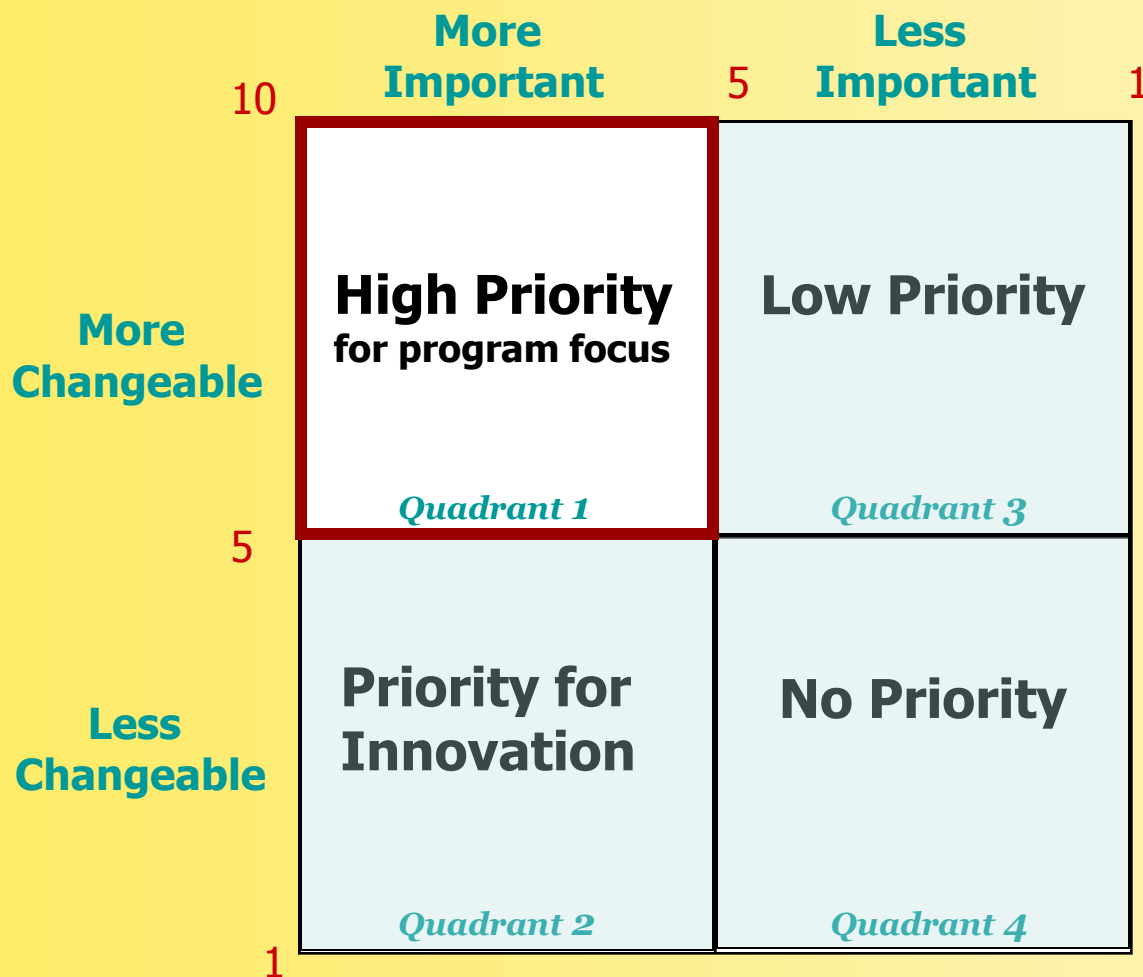 More Important
Less Important
10
5
1
More
Changeable
High Priority
for program focus
Quadrant 1
Low Priority
Quadrant 3
5
Less
Changeable
Priority for
Innovation
Quadrant 2
No Priority
Quadrant 4
1